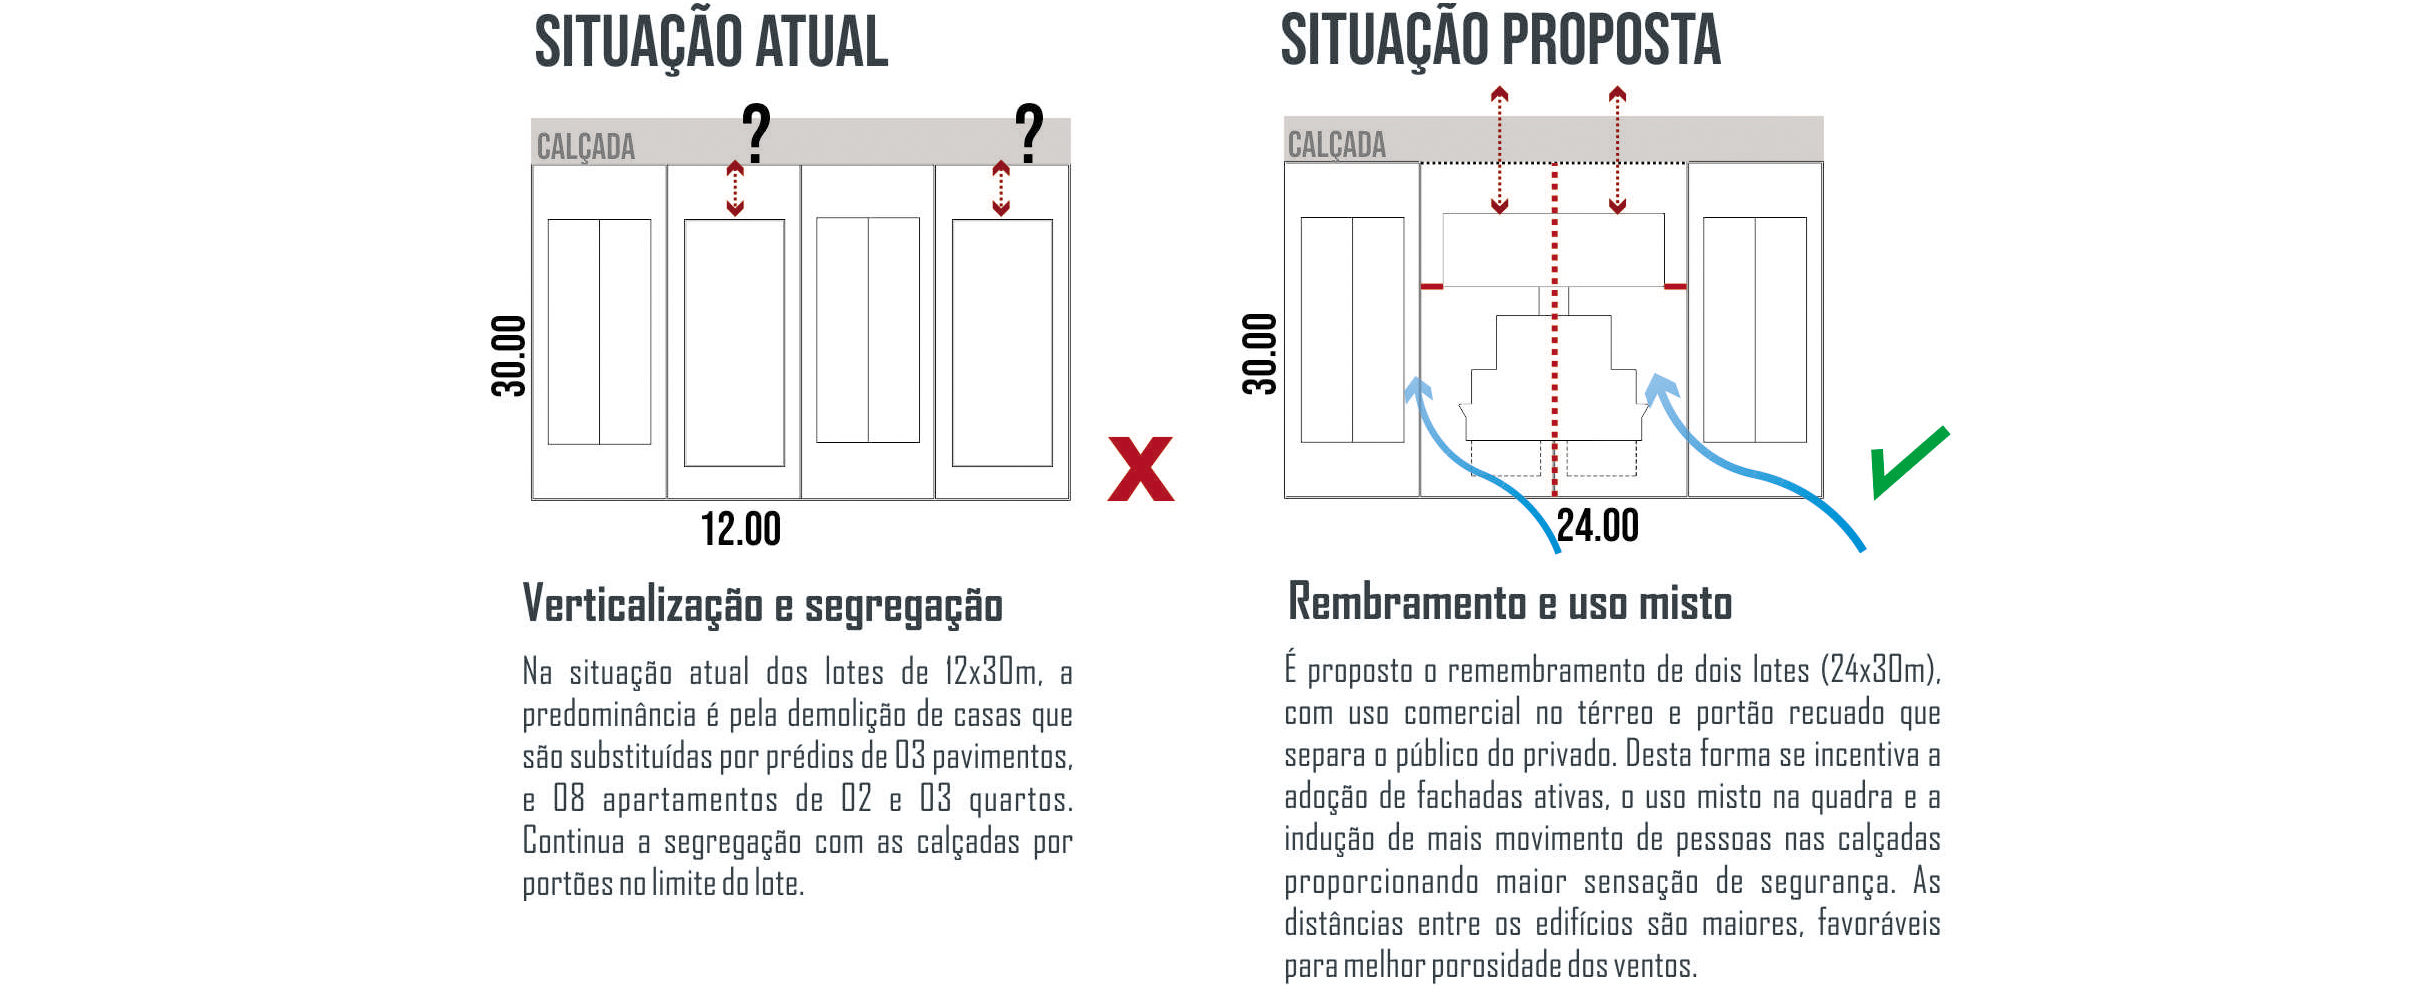 SITUAÇÃO ATUAL
?
?
CALÇADA
30.00
12.00
X
Verticalização e segregação
Na situação atual dos lotes de 12x30m, a
predominância é pela demolição de casas que
são substituídas por prédios de 03 pavimentos,
e 08 apartamentos de 02 e 03 quartos.
Continua a segregação com as calçadas por
portões no limite do lote.
SITUAÇÃO PROPOSTA
CALÇADA
30.00
24.00
Rembramento e uso misto
É proposto o remembramento de dois lotes (24x30m),
com uso comercial no térreo e portão recuado que
separa o público do privado. Desta forma se incentiva a
adoção de fachadas ativas, o uso misto na quadra e a
indução de mais movimento de pessoas nas calçadas
proporcionando maior sensação de segurança. As
distâncias entre os edifícios são maiores, favoráveis
para melhor porosidade dos ventos.